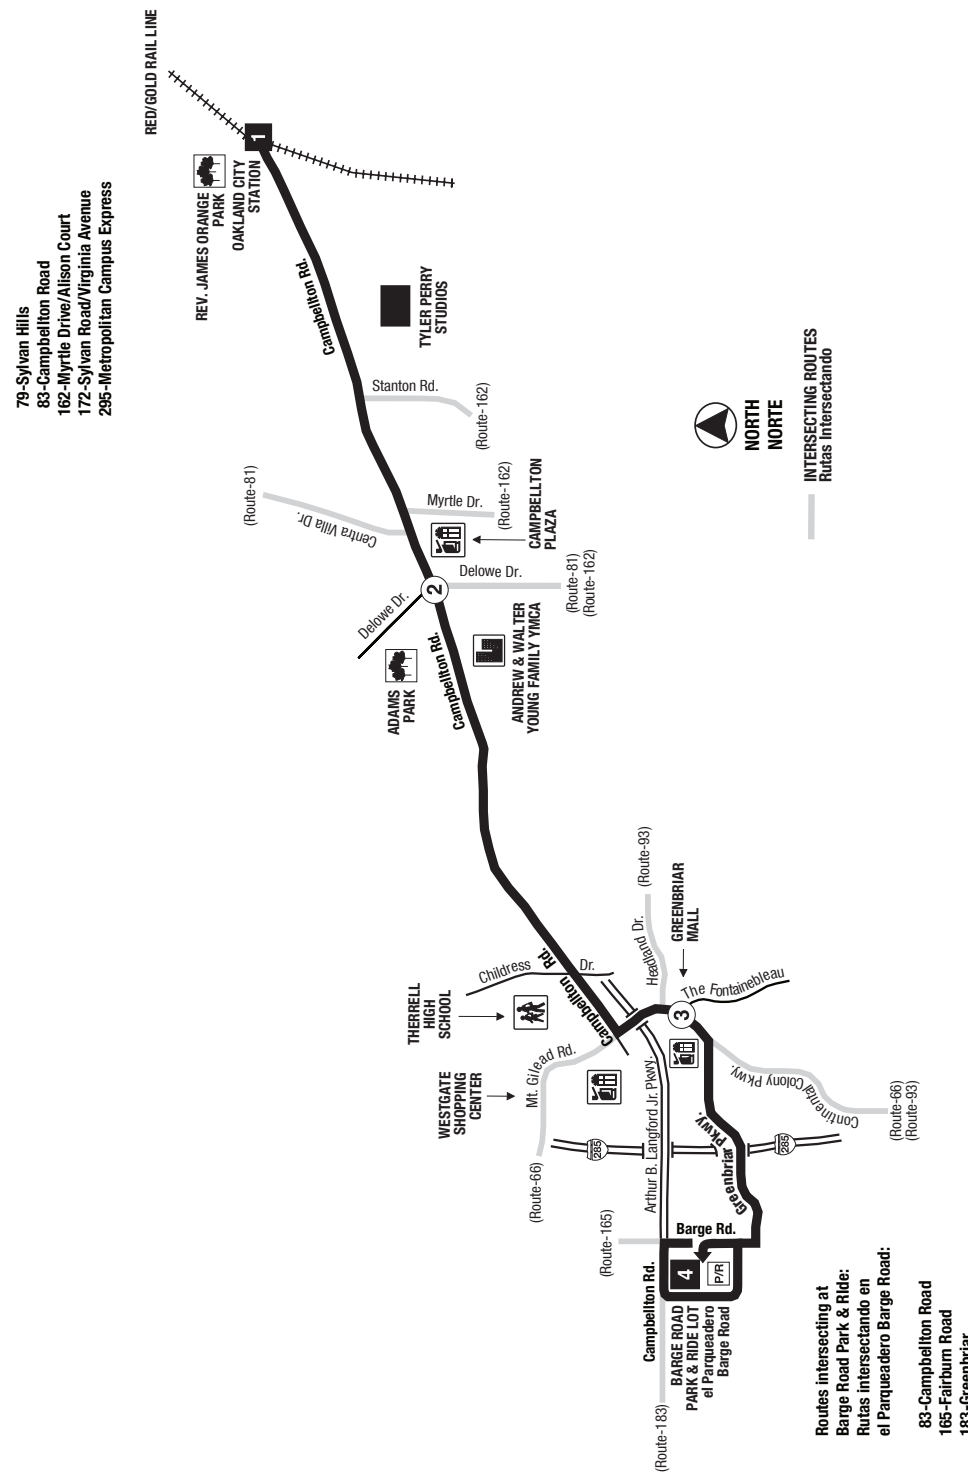 79-Sylvan Hills
83-Campbellton Road
162-Myrtle Drive/Alison Court
172-Sylvan Road/Virginia Avenue
295-Metropolitan Campus Express
RED/GOLD RAIL LINE
1
REV. JAMES ORANGE
PARK
OAKLAND CITY
STATION
Campbellton Rd.
TYLER PERRY
STUDIOS
Stanton Rd.
(Route-162)
(Route-81)
Centra Villa Dr.
Myrtle Dr.
(Route-162)
CAMPBELLTON
PLAZA
Delowe Dr.
2
Delowe Dr.
(Route-81)
(Route-162)
ADAMS
PARK
Campbellton Rd.
ANDREW & WALTER
YOUNG FAMILY YMCA
NORTH
NORTE
INTERSECTING ROUTES
Rutas Intersectando
THERRELL
HIGH
SCHOOL
Childress Dr.
Campbellton Rd.
Headland Dr.
(Route-93)
GREENBRIAR
MALL
The Fontainebleau
3
WESTGATE
SHOPPING
CENTER
Mt. Gilead Rd.
(Route-66)
Arthur B. Langford Jr. Pkwy.
285
285
Greenbriar Pkwy.
Continental Colony Pkwy.
(Route-66)
(Route-93)
(Route-165)
Barge Rd.
4
P/R
Campbellton Rd.
(Route-183)
BARGE ROAD
PARK & RIDE LOT
el Parqueadero
Barge Road
Routes intersecting at
Barge Road Park & Ride:
Rutas intersectando en
el Parqueadero Barge Road:
83-Campbellton Road
165-Fairburn Road
183-Greenbriar